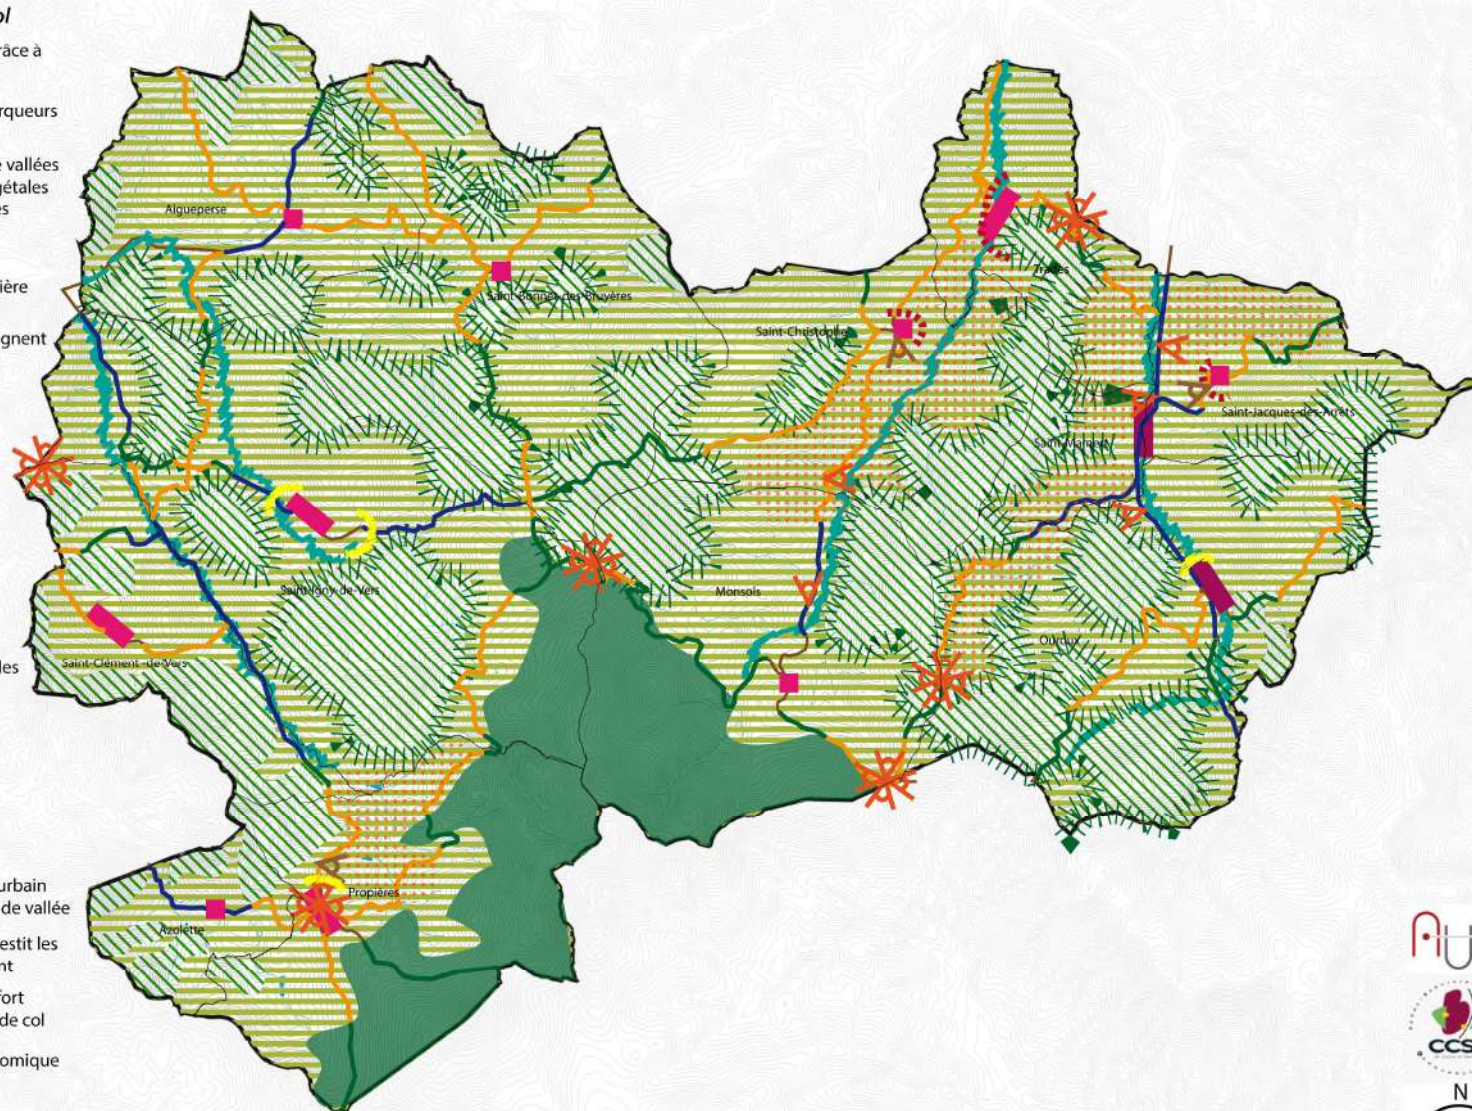 ol
râce à
rqueurs
e vallées
gétales
es
ière
gnent
les
urbain
de vallée
estit les
nt
fort
de col
omique
Aigueperse
Saint-Bonnet-des-Bruyères
Saint-Christophe
Trades
Saint-Jacques-des-Arrêts
Saint-Mamert
Saint-Igny-de-Vers
Monsols
Ouroux
Saint-Clément -de-Vers
Propières
Azolette
AU
CCS
N